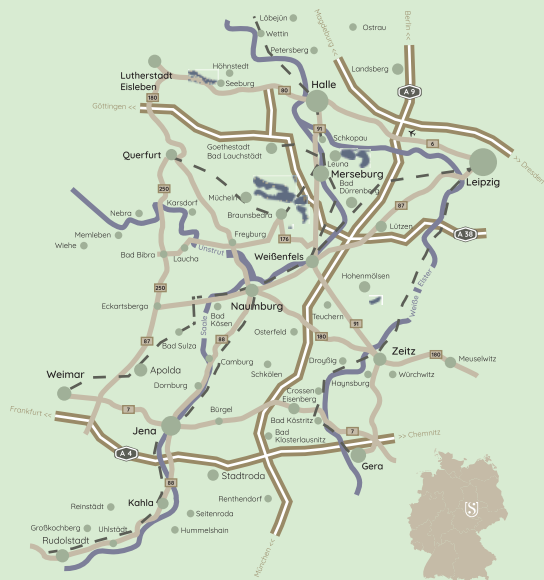 Löbejün
Wettin
Ostrau
Magdeburg <<
Berlin <<
Petersberg
Höhnstedt
Landsberg
Lutherstadt
Eisleben
Seeburg
Halle
80
A 9
180
Göttingen <<
91
Schkopau
6
Goethestadt
Bad Lauchstädt
>> Dresden
Querfurt
Leuna
Merseburg
Leipzig
Bad
Dürrenberg
250
Mücheln
Karsdorf
87
Nebra
Braunsbedra
Lützen
Memleben
Freyburg
176
A 38
Wiehe
Unstrut
Bad Bibra
Laucha
Weißenfels
Hohenmölsen
Weiße Elster
250
Eckartsberga
Naumburg
Saale
Bad
Kösen
Teuchern
91
Osterfeld
180
87
88
Bad Sulza
Zeitz
180
Meuselwitz
Camburg
Droyßig
Weimar
Apolda
Schkölen
Würchwitz
Dornburg
Haynsburg
Crossen
Eisenberg
7
Bürgel
Frankfurt <<
Bad Köstritz
Jena
7
>> Chemnitz
Bad
Klosterlausnitz
A 4
Gera
Stadtroda
88
Renthendorf
Kahla
Reinstädt
Seitenroda
Großkochberg
Uhlstädt
Hummelshain
Rudolstadt
München <<
S